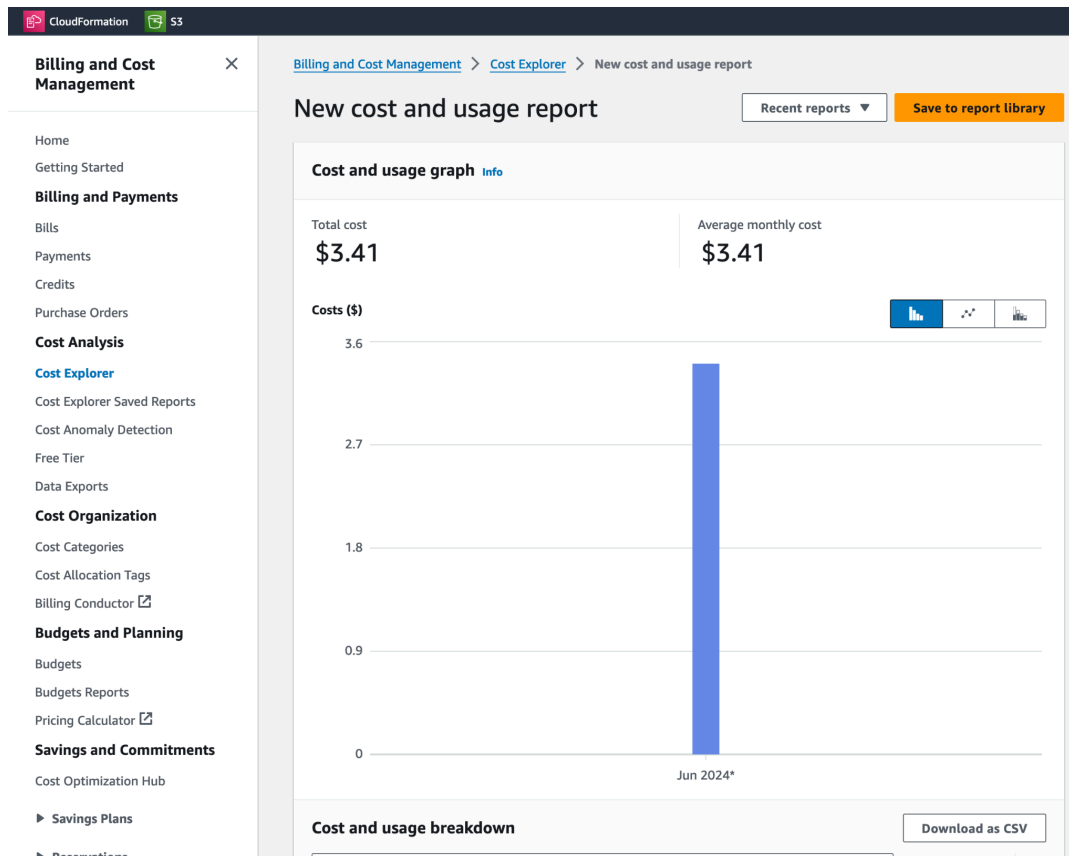 CloudFormation S3
Billing and Cost
Management
Home
Getting Started
Billing and Payments
Bills
Payments
Credits
Purchase Orders
Cost Analysis
Cost Explorer
Cost Explorer Saved Reports
Cost Anomaly Detection
Free Tier
Data Exports
Cost Organization
Cost Categories
Cost Allocation Tags
Billing Conductor
Budgets and Planning
Budgets
Budgets Reports
Pricing Calculator
Savings and Commitments
Cost Optimization Hub
Savings Plans
Reservations
Billing and Cost Management > Cost Explorer > New cost and usage report
New cost and usage report
Recent reports
Save to report library
Cost and usage graph Info
Total cost
$3.41
Average monthly cost
$3.41
Costs ($)
3.6
2.7
1.8
0.9
0
Jun 2024*
Cost and usage breakdown
Download as CSV